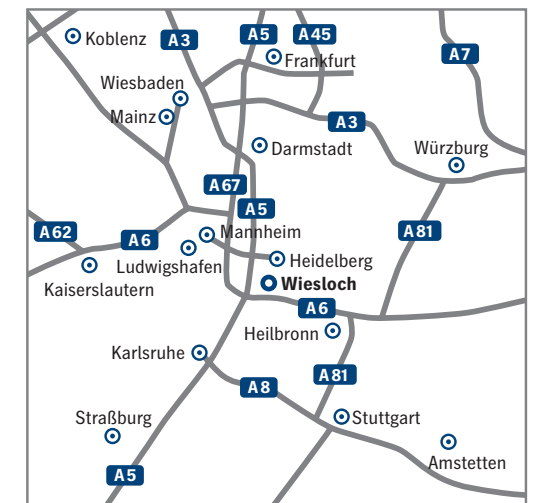 Koblenz
A3
A5
A45
Frankfurt
A7
Wiesbaden
Mainz
A3
Darmstadt
Würzburg
A67
A5
A62
A6
Mannheim
A81
Ludwigshafen
Heidelberg
Kaiserslautern
Wiesloch
A6
Heilbronn
Karlsruhe
A81
A8
Straßburg
Stuttgart
Amstetten
A5